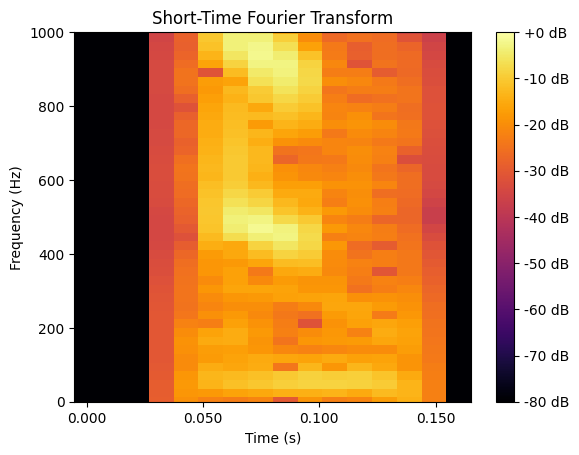 Short-Time Fourier Transform
Frequency (Hz)
1000
800
600
400
200
0
0.000
0.050
0.100
0.150
Time (s)
+0 dB
-10 dB
-20 dB
-30 dB
-40 dB
-50 dB
-60 dB
-70 dB
-80 dB